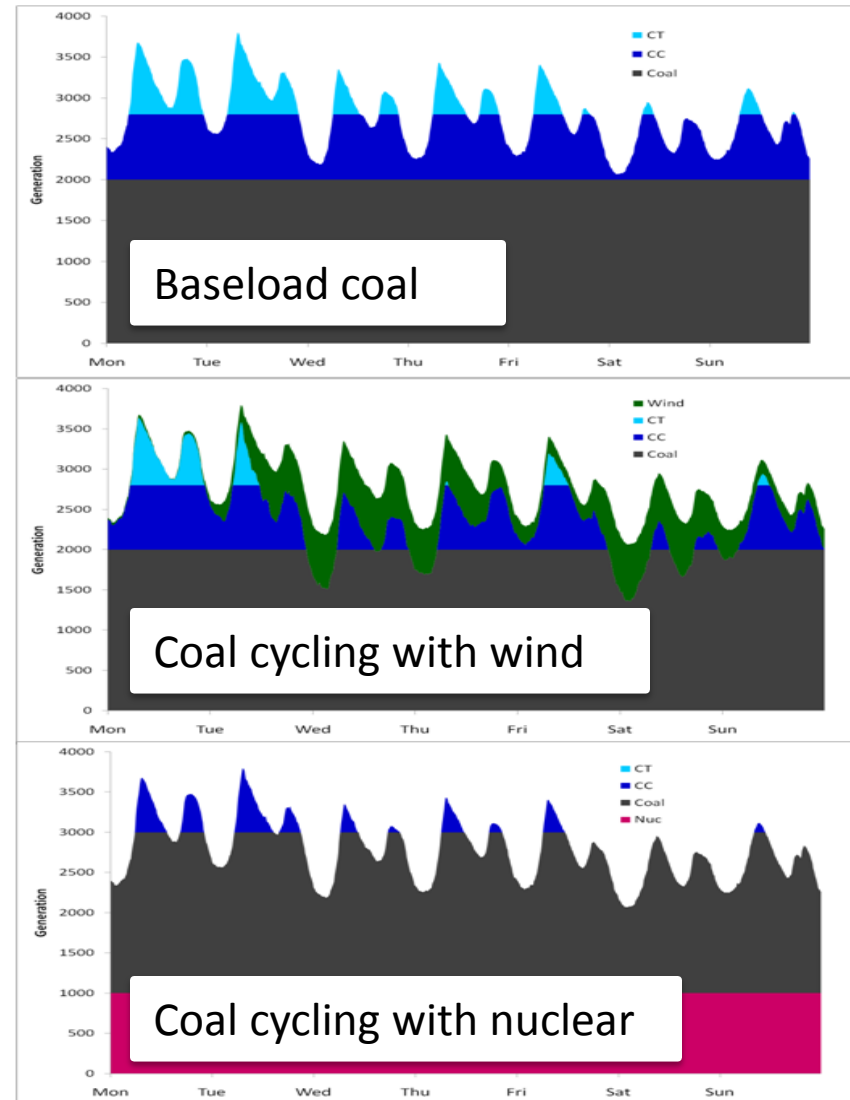 4000
CT
3500
CC
Coal
3000
2500
Generation
2000
1500
1000
Baseload coal
500
0
Mon Tue Wed Thu Fri Sat Sun
4000
Wind
3500
CT
CC
3000
Coal
2500
Generation
2000
1500
1000
Coal cycling with wind
500
0
Mon Tue Wed Thu Fri Sat Sun
4000
CT
3500
CC
Coal
3000
Nuc
2500
Generation
2000
1500
1000
Coal cycling with nuclear
500
0
Mon Tue Wed Thu Fri Sat Sun